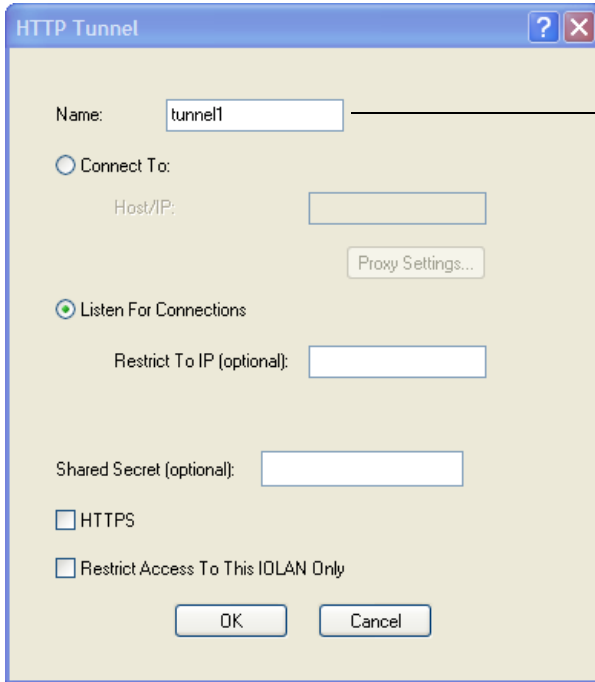 HTTP Tunnel
Name: tunnel1
Connect To:
Host/IP:
Proxy Settings...
Listen For Connections
Restrict To IP (optional):
Shared Secret (optional):
HTTPS
Restrict Access To This IOLAN Only
OK Cancel